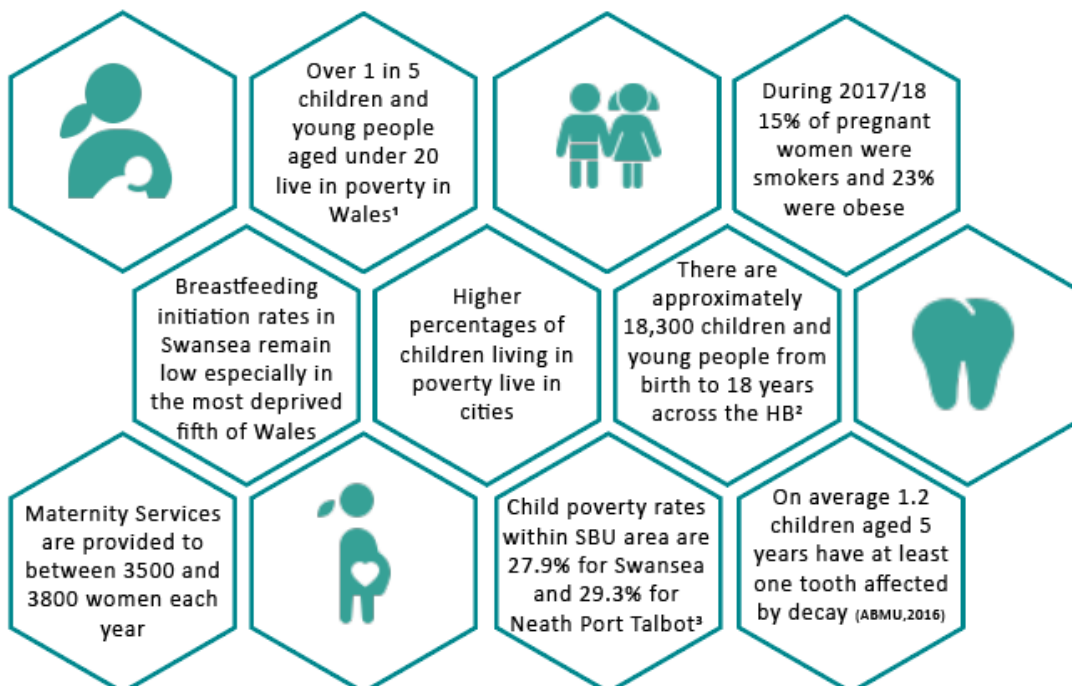 Over 1 in 5
children and
young people
aged under 20
live in poverty in
Wales¹
During 2017/18
15% of pregnant
women were
smokers and 23%
were obese
Breastfeeding
initiation rates in
Swansea remain
low especially in
the most deprived
fifth of Wales
Higher
percentages of
children living in
poverty live in
cities
There are
approximately
18,300 children and
young people from
birth to 18 years
across the HB²
Maternity Services
are provided to
between 3500 and
3800 women each
year
Child poverty rates
within SBU area are
27.9% for Swansea
and 29.3% for
Neath Port Talbot³
On average 1.2
children aged 5
years have at least
one tooth affected
by decay (ABMU,2016)